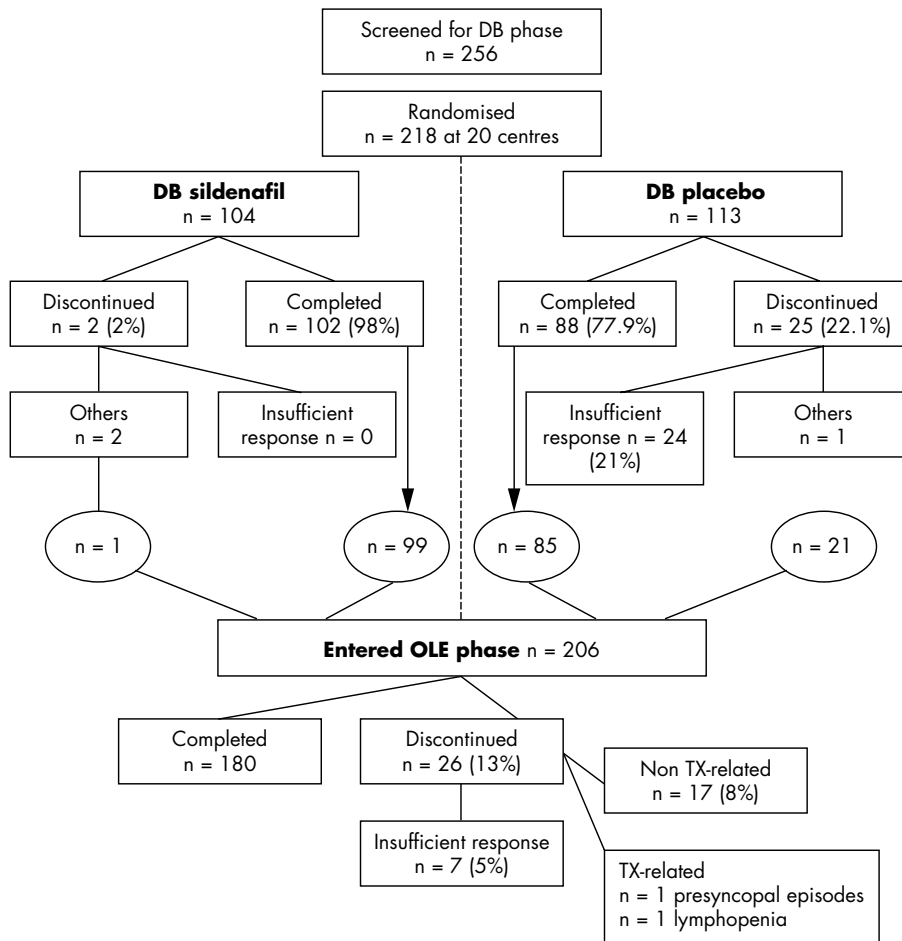 Screened for DB phase
n = 256
Randomised
n = 218 at 20 centres
DB sildenafil
n = 104
DB placebo
n = 113
Discontinued
n = 2 (2%)
Completed
n = 102 (98%)
Completed
n = 88 (77.9%)
Discontinued
n = 25 (22.1%)
Others
n = 2
Insufficient
response n = 0
Insufficient
response n = 24
(21%)
Others
n = 1
n = 1
n = 99
n = 85
n = 21
Entered OLE phase n = 206
Completed
n = 180
Discontinued
n = 26 (13%)
Non TX-related
n = 17 (8%)
Insufficient response
n = 7 (5%)
TX-related
n = 1 presyncopal episodes
n = 1 lymphopenia